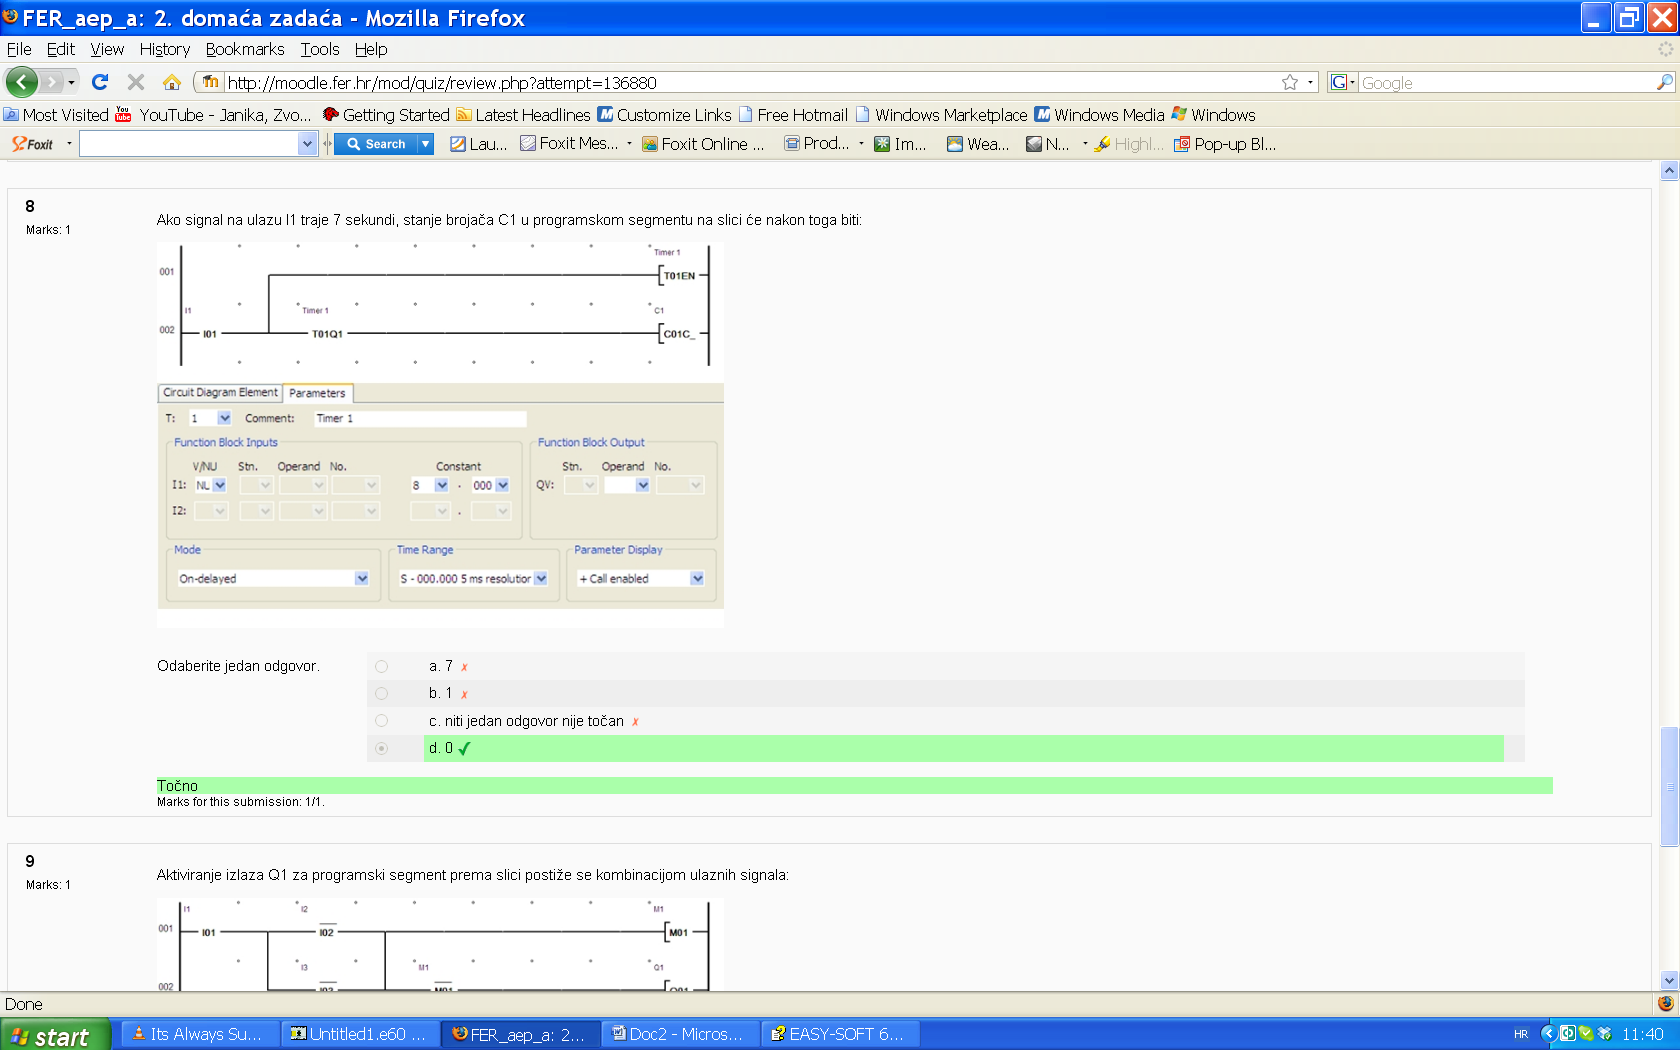 FER_aep_a: 2. domaća zadaća - Mozilla Firefox
File Edit View History Bookmarks Tools Help
http://moodle.fer.hr/mod/quiz/review.php?attempt=136880
G Google
Most Visited YouTube - Janika, Zvo... Getting Started Latest Headlines Customize Links Free Hotmail Windows Marketplace Windows Media Windows
Foxit Search Lau... Foxit Mes... Foxit Online ... Prod... Im... Wea... N... Highl... Pop-up Bl...
8
Marks: 1
Ako signal na ulazu I1 traje 7 sekundi, stanje brojača C1 u programskom segmentu na slici će nakon toga biti:
Timer 1
001 T01EN
I1 Timer 1 C1
002 I01 T01Q1 C01C_
Circuit Diagram Element Parameters
T: 1 Comment: Timer 1
Function Block Inputs Function Block Output
V/NU Stn. Operand No. Constant Stn. Operand No.
I1: NU 8 . 000 QV:
I2: .
Mode Time Range Parameter Display
On-delayed S - 000.000 5 ms resolution + Call enabled
Odaberite jedan odgovor.
a. 7 ✗
b. 1 ✗
c. niti jedan odgovor nije točan ✗
d. 0 ✓
Točno
Marks for this submission: 1/1.
9
Marks: 1
Aktiviranje izlaza Q1 za programski segment prema slici postiže se kombinacijom ulaznih signala:
I1 I2 M1
001 I01 I02 M01
I3 M1 Q1
002 I03 M01 Q01
Done
start Its Always Su... Untitled1.e60 ... FER_aep_a: 2... Doc2 - Micros... EASY-SOFT 6... HR 11:40